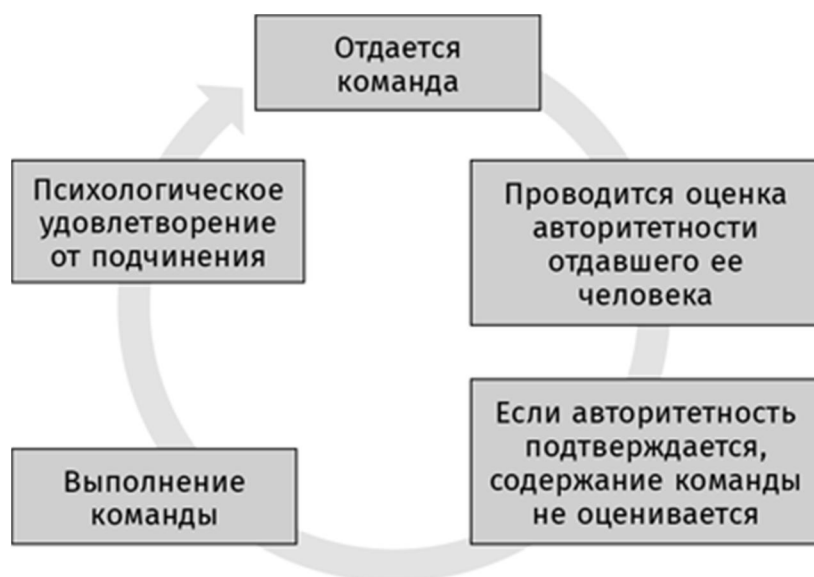 Отдается
команда
Проводится оценка
авторитетности
отдавшего ее
человека
Если авторитетность
подтверждается,
содержание команды
не оценивается
Выполнение
команды
Психологическое
удовлетворение
от подчинения